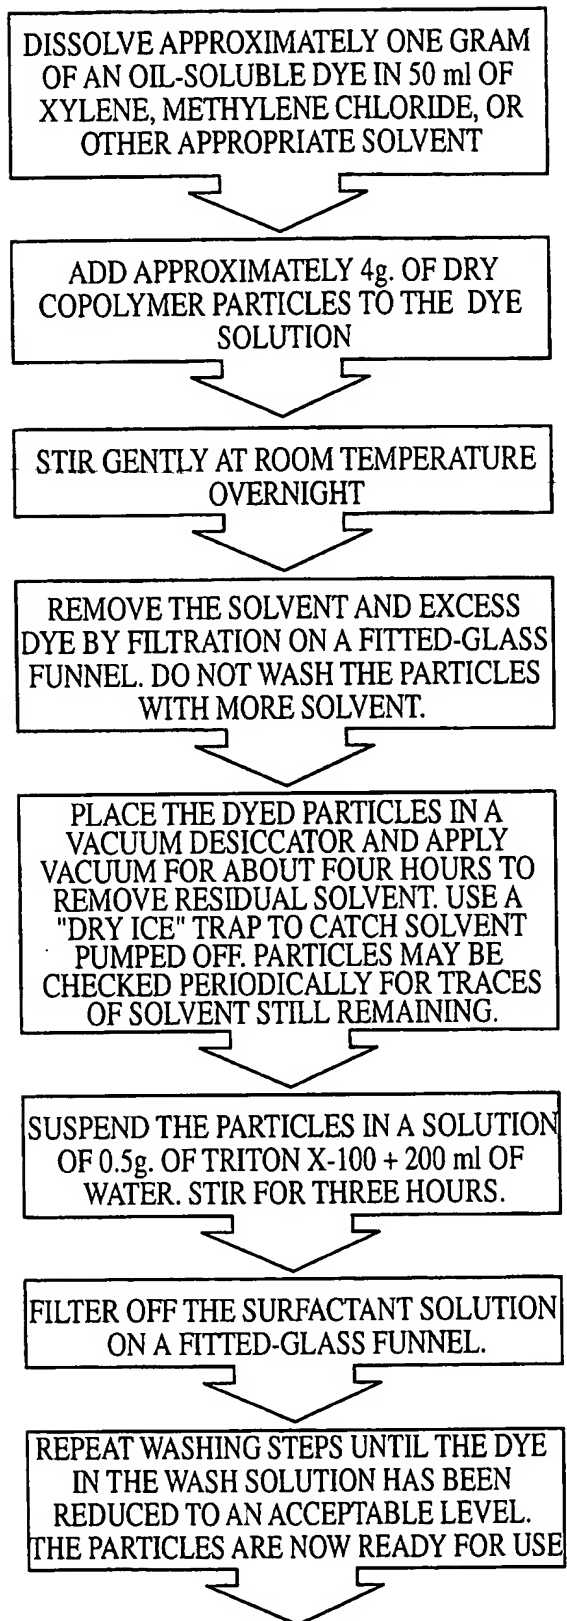 DISSOLVE APPROXIMATELY ONE GRAM
OF AN OIL-SOLUBLE DYE IN 50 ml OF
XYLENE, METHYLENE CHLORIDE, OR
OTHER APPROPRIATE SOLVENT
ADD APPROXIMATELY 4g. OF DRY
COPOLYMER PARTICLES TO THE DYE
SOLUTION
STIR GENTLY AT ROOM TEMPERATURE
OVERNIGHT
REMOVE THE SOLVENT AND EXCESS
DYE BY FILTRATION ON A FITTED-GLASS
FUNNEL. DO NOT WASH THE PARTICLES
WITH MORE SOLVENT.
PLACE THE DYED PARTICLES IN A
VACUUM DESICCATOR AND APPLY
VACUUM FOR ABOUT FOUR HOURS TO
REMOVE RESIDUAL SOLVENT. USE A
"DRY ICE" TRAP TO CATCH SOLVENT
PUMPED OFF. PARTICLES MAY BE
CHECKED PERIODICALLY FOR TRACES
OF SOLVENT STILL REMAINING.
SUSPEND THE PARTICLES IN A SOLUTION
OF 0.5g. OF TRITON X-100 + 200 ml OF
WATER. STIR FOR THREE HOURS.
FILTER OFF THE SURFACTANT SOLUTION
ON A FITTED-GLASS FUNNEL.
REPEAT WASHING STEPS UNTIL THE DYE
IN THE WASH SOLUTION HAS BEEN
REDUCED TO AN ACCEPTABLE LEVEL.
THE PARTICLES ARE NOW READY FOR USE